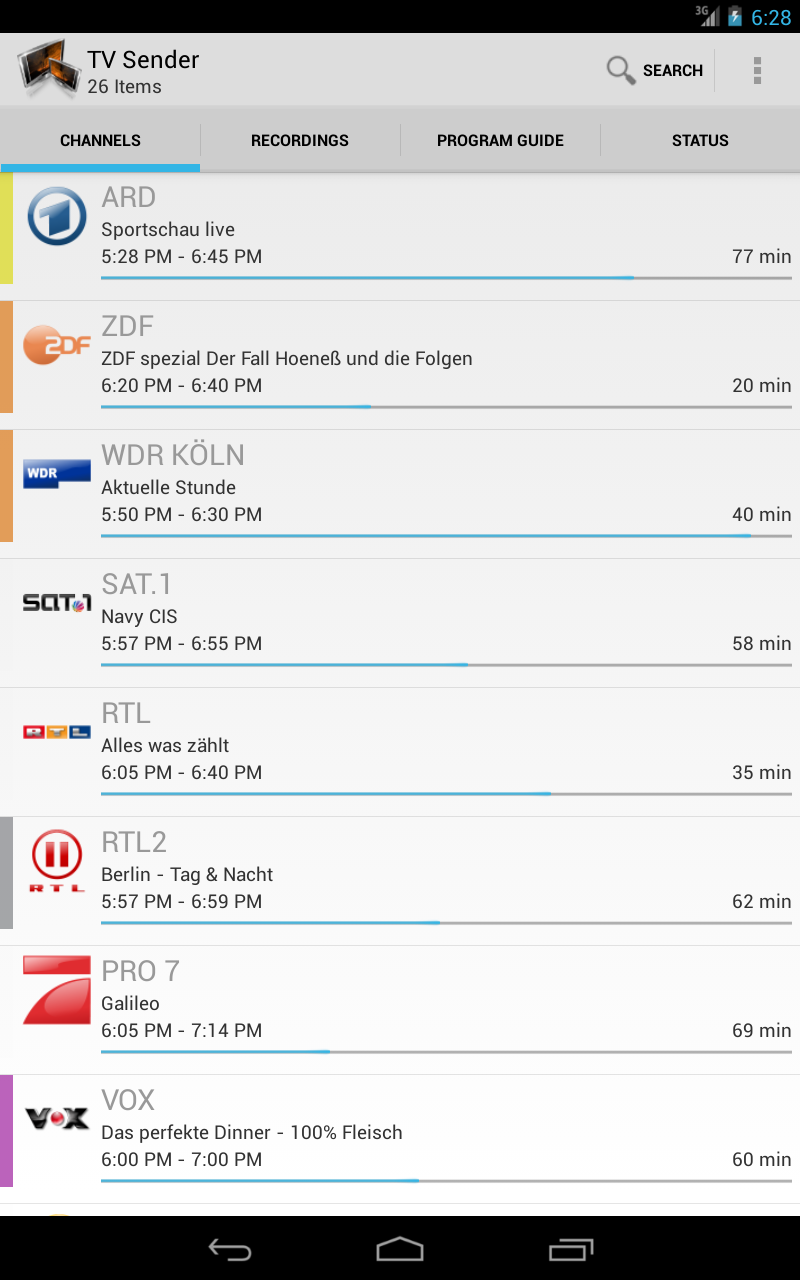 3G 6:28
TV Sender
26 Items
SEARCH
CHANNELS RECORDINGS PROGRAM GUIDE STATUS
1
ARD
Sportschau live
5:28 PM - 6:45 PM 77 min
2DF
ZDF
ZDF spezial Der Fall Hoeneß und die Folgen
6:20 PM - 6:40 PM 20 min
WDR
WDR KÖLN
Aktuelle Stunde
5:50 PM - 6:30 PM 40 min
SAT.1
SAT.1
Navy CIS
5:57 PM - 6:55 PM 58 min
RTL
RTL
Alles was zählt
6:05 PM - 6:40 PM 35 min
II
RTL
RTL2
Berlin - Tag & Nacht
5:57 PM - 6:59 PM 62 min
7
PRO 7
Galileo
6:05 PM - 7:14 PM 69 min
VOX
VOX
Das perfekte Dinner - 100% Fleisch
6:00 PM - 7:00 PM 60 min